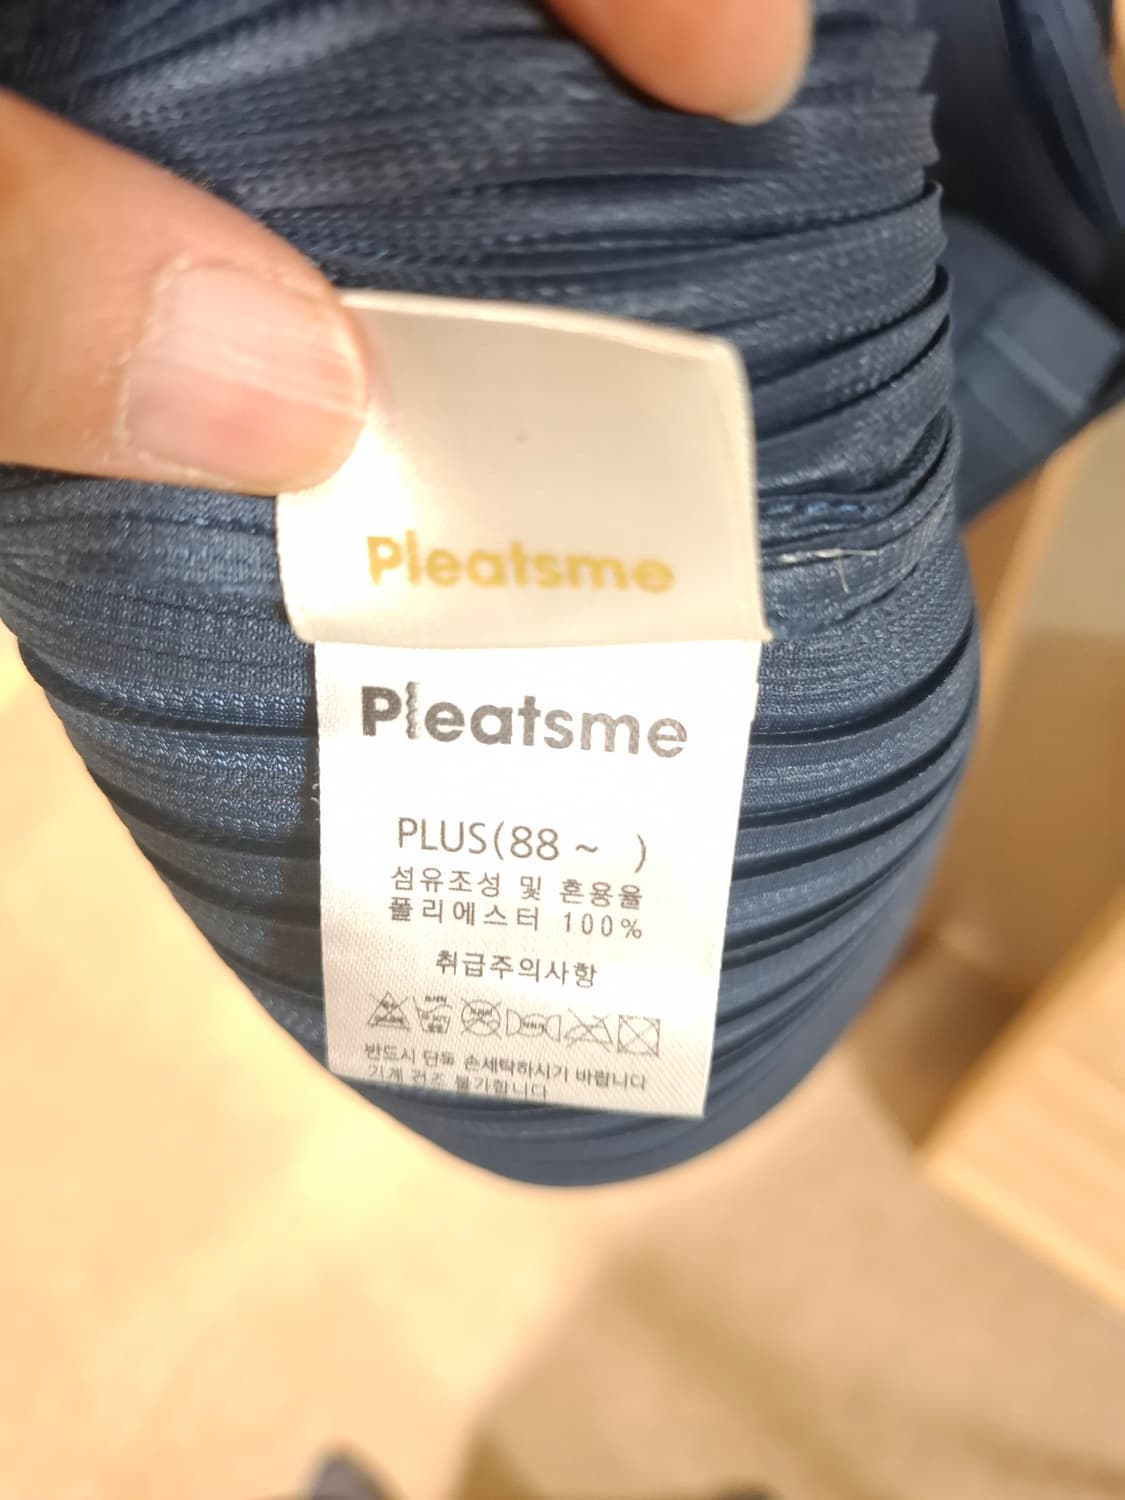 Pleatsme
Pleatsme
PLUS(88 ~ )
섬유조성 및 혼용율
폴리에스터 100%
취급주의사항
반드시 단독 손세탁하시기 바랍니다
기계 건조 불가합니다